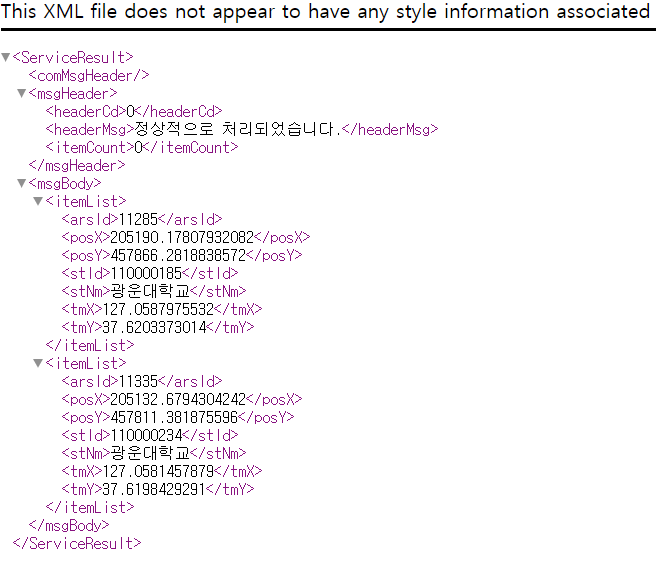 This XML file does not appear to have any style information associated
▼<ServiceResult>
<comMsgHeader/>
▼<msgHeader>
<headerCd>0</headerCd>
<headerMsg>정상적으로 처리되었습니다.</headerMsg>
<itemCount>0</itemCount>
</msgHeader>
▼<msgBody>
▼<itemList>
<arsId>11285</arsId>
<posX>205190.17807932082</posX>
<posY>457866.2818838572</posY>
<stId>110000185</stId>
<stNm>광운대학교</stNm>
<tmX>127.0587975532</tmX>
<tmY>37.6203373014</tmY>
</itemList>
▼<itemList>
<arsId>11335</arsId>
<posX>205132.6794304242</posX>
<posY>457811.381875596</posY>
<stId>110000234</stId>
<stNm>광운대학교</stNm>
<tmX>127.0581457879</tmX>
<tmY>37.6198429291</tmY>
</itemList>
</msgBody>
</ServiceResult>